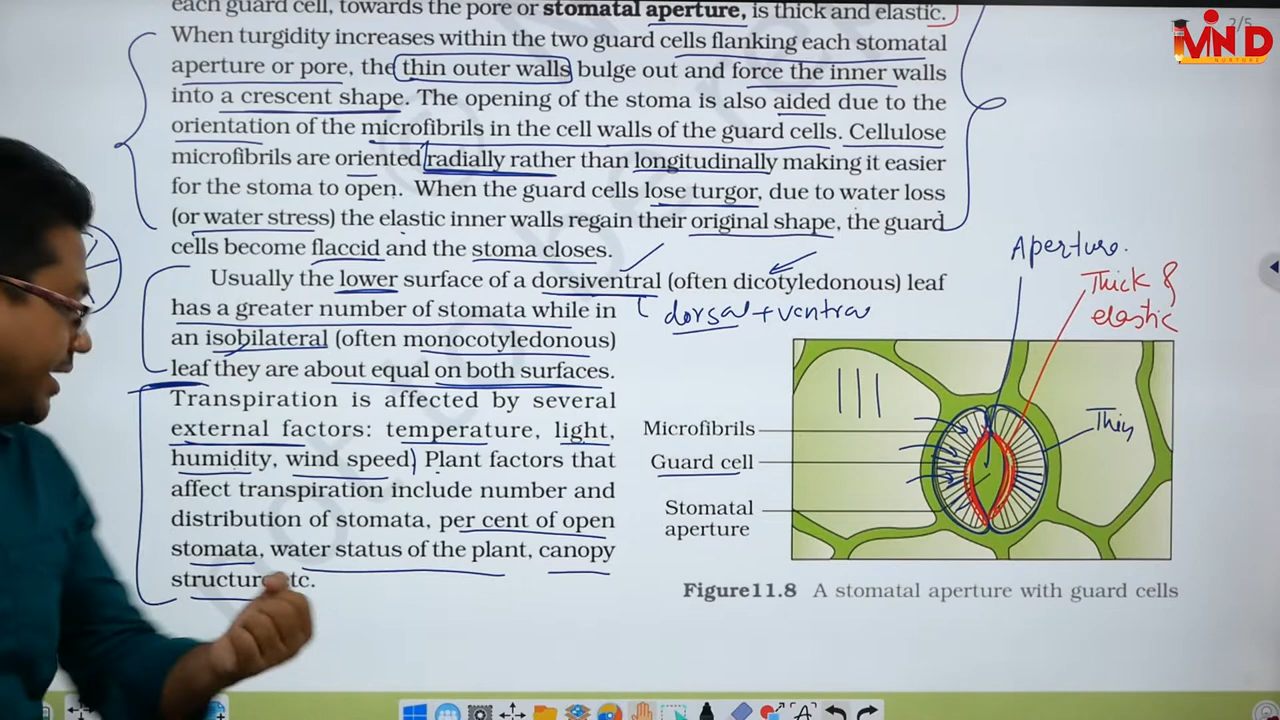 each guard cell, towards the pore or stomatal aperture, is thick and elastic.
When turgidity increases within the two guard cells flanking each stomatal
aperture or pore, the thin outer walls bulge out and force the inner walls
into a crescent shape. The opening of the stoma is also aided due to the
orientation of the microfibrils in the cell walls of the guard cells. Cellulose
microfibrils are oriented radially rather than longitudinally making it easier
for the stoma to open. When the guard cells lose turgor, due to water loss
(or water stress) the elastic inner walls regain their original shape, the guard
cells become flaccid and the stoma closes.
Usually the lower surface of a dorsiventral (often dicotyledonous) leaf
has a greater number of stomata while in
an isobilateral (often monocotyledonous)
leaf they are about equal on both surfaces.
Transpiration is affected by several
external factors: temperature, light,
humidity, wind speed) Plant factors that
affect transpiration include number and
distribution of stomata, per cent of open
stomata, water status of the plant, canopy
structure etc.
dorsal + ventral
Aperture.
Thick &
elastic
Thin
Microfibrils
Guard cell
Stomatal
aperture
Figure11.8 A stomatal aperture with guard cells
2/5
MIND
NURTURE